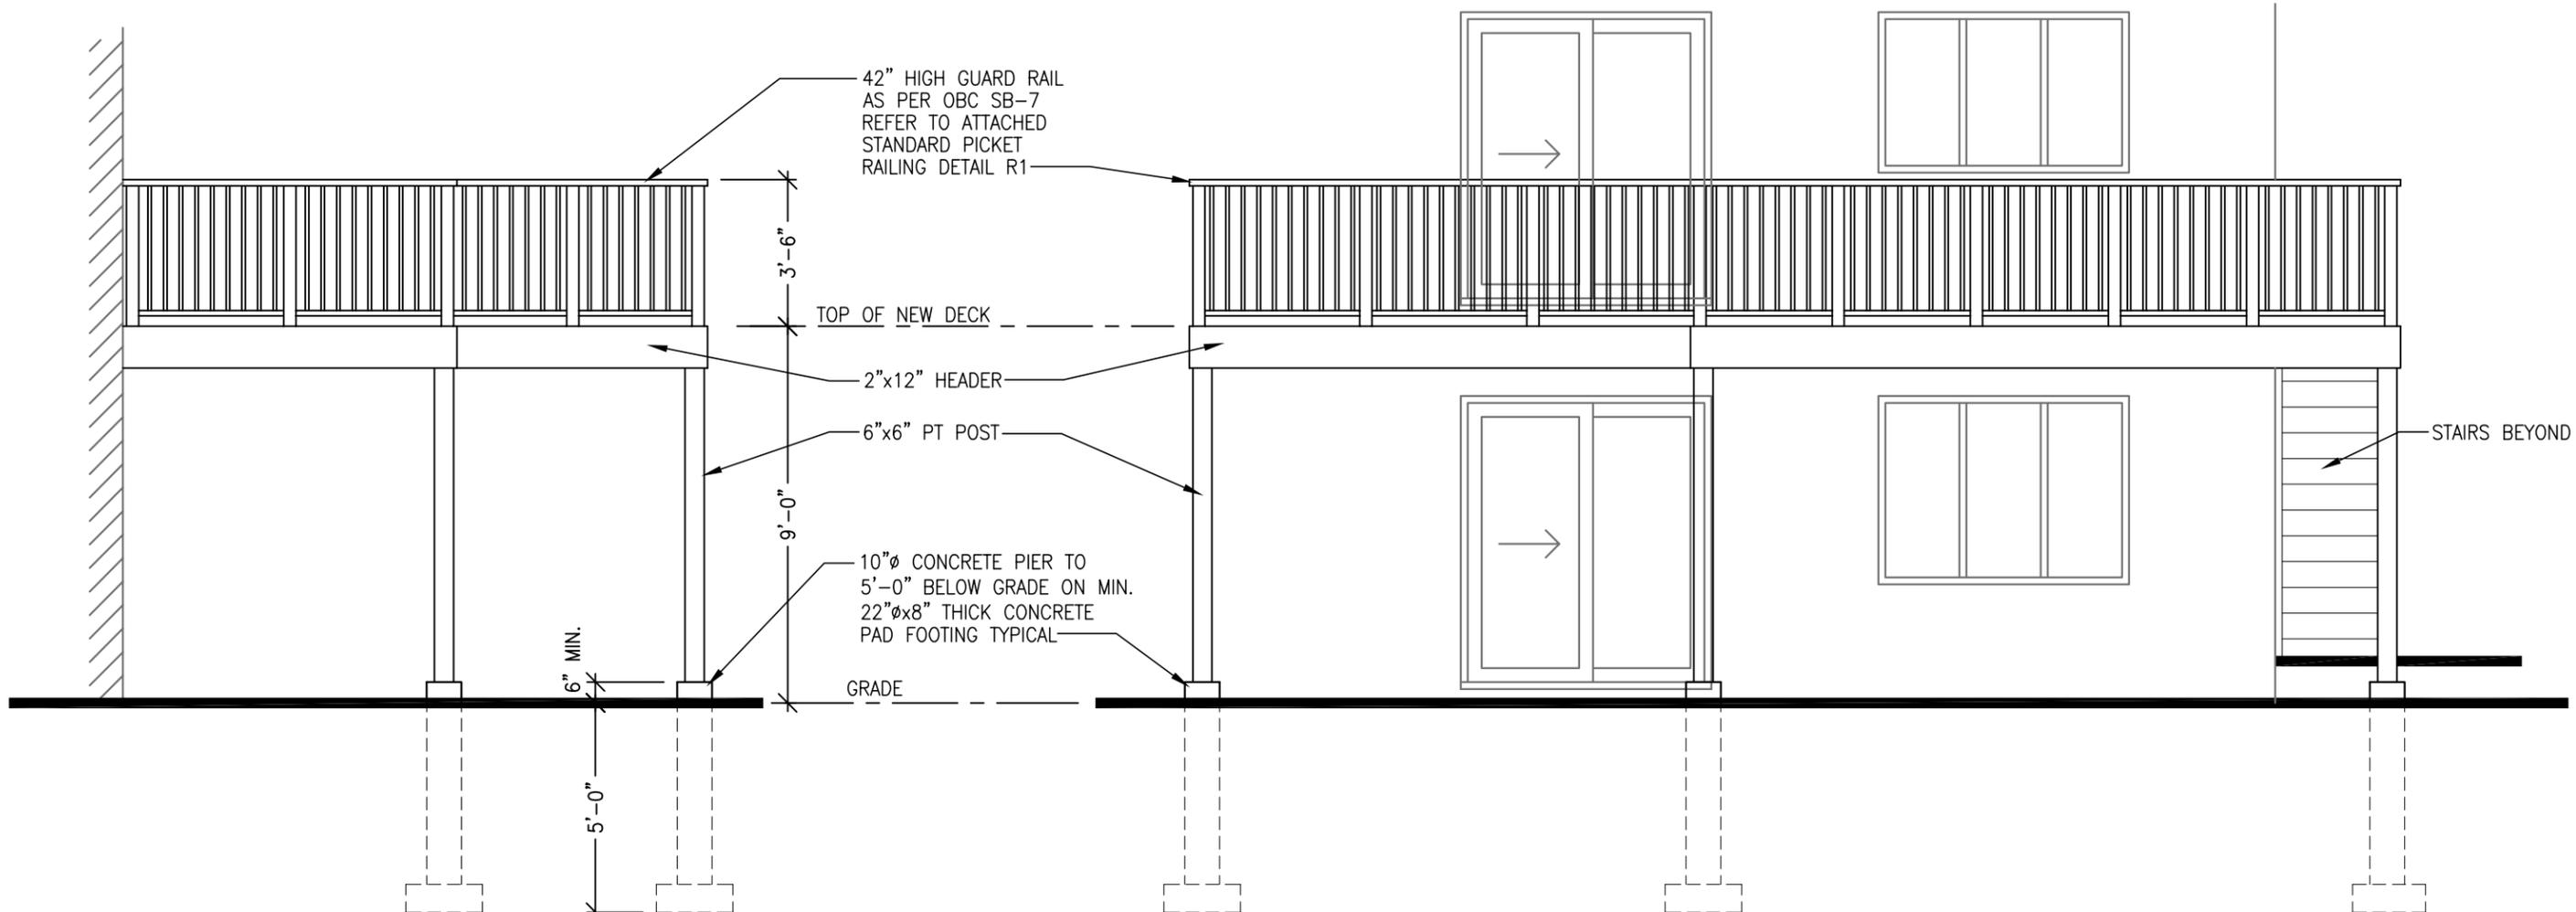 42” HIGH GUARD RAIL
AS PER OBC SB-7
REFER TO ATTACHED
STANDARD PICKET
RAILING DETAIL R1
3'-6”
TOP OF NEW DECK
2”x12” HEADER
6”x6” PT POST
STAIRS BEYOND
9'-0”
10”ø CONCRETE PIER TO
5'-0” BELOW GRADE ON MIN.
22”øx8” THICK CONCRETE
PAD FOOTING TYPICAL
6” MIN.
GRADE
5'-0”